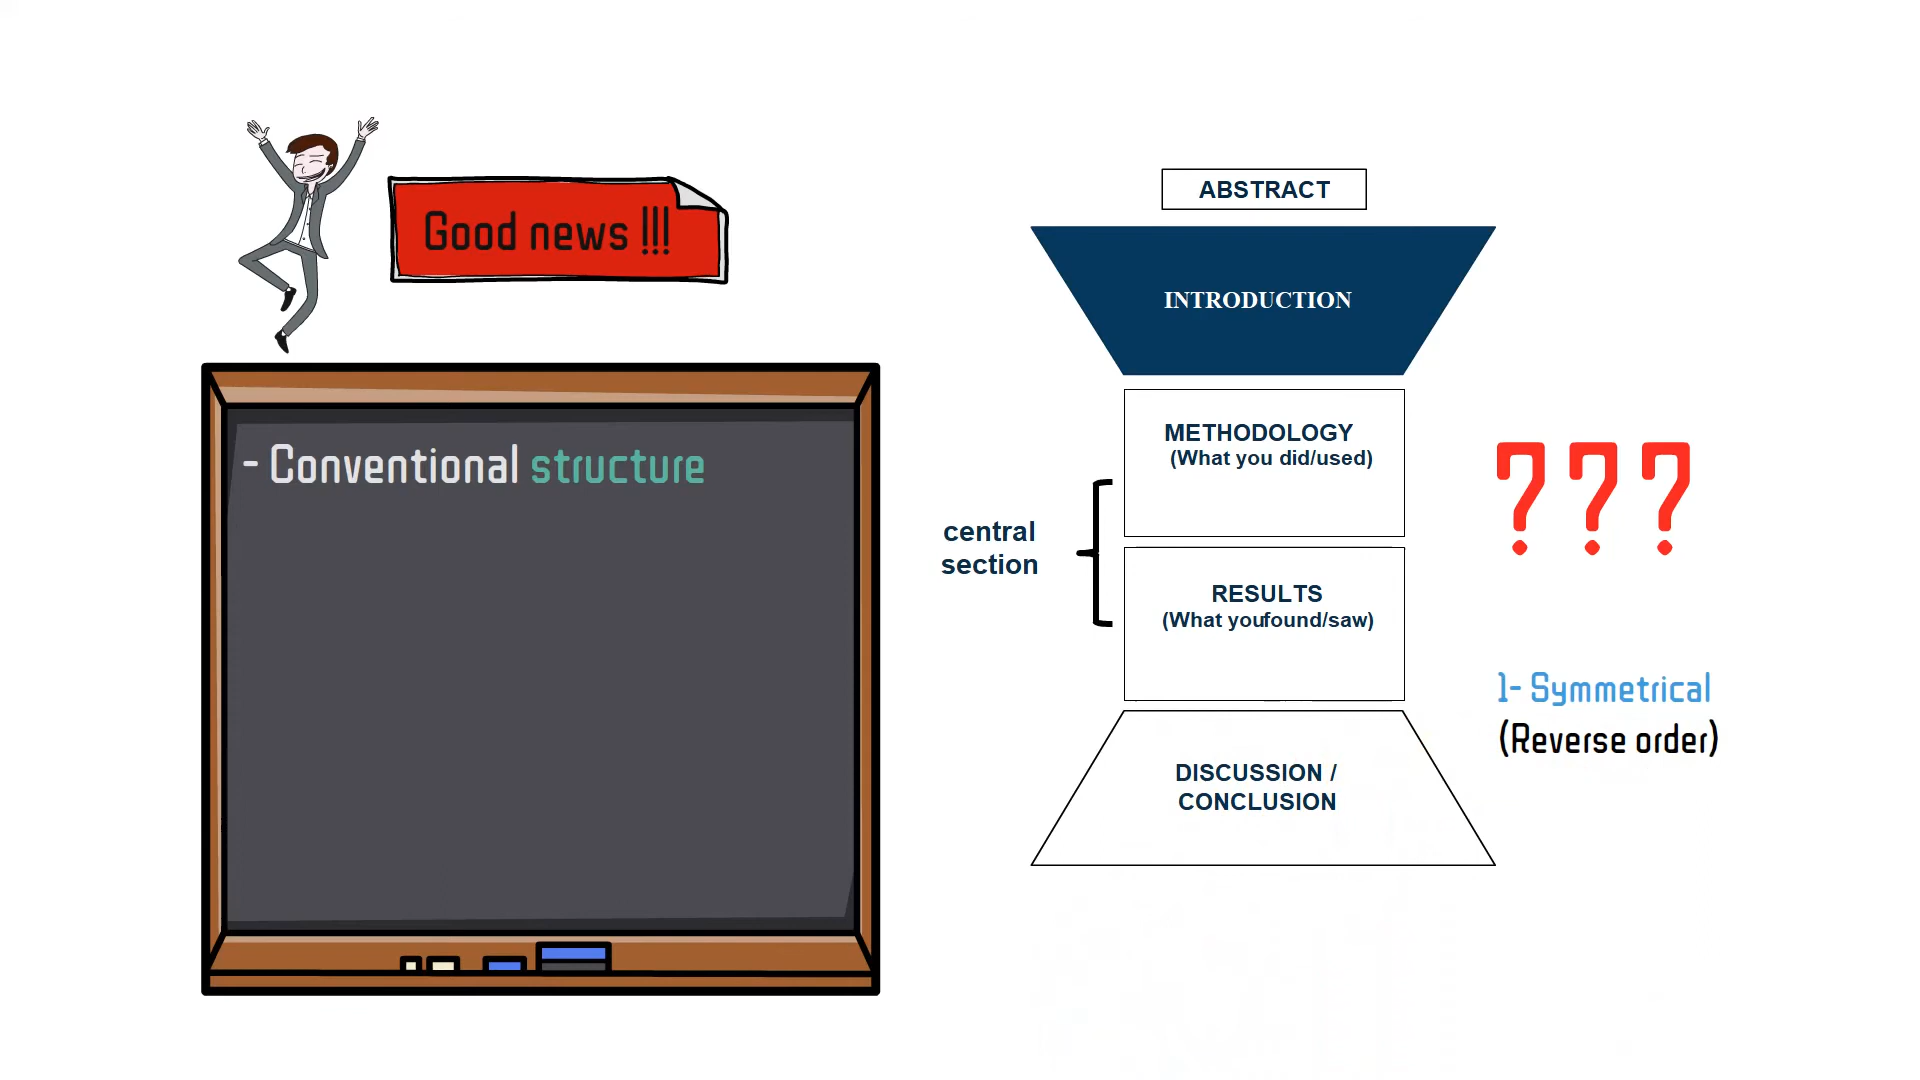 Good news !!!
- Conventional structure
ABSTRACT
INTRODUCTION
METHODOLOGY
(What you did/used)
central
section
RESULTS
(What youfound/saw)
DISCUSSION /
CONCLUSION
? ? ?
1- Symmetrical
(Reverse order)